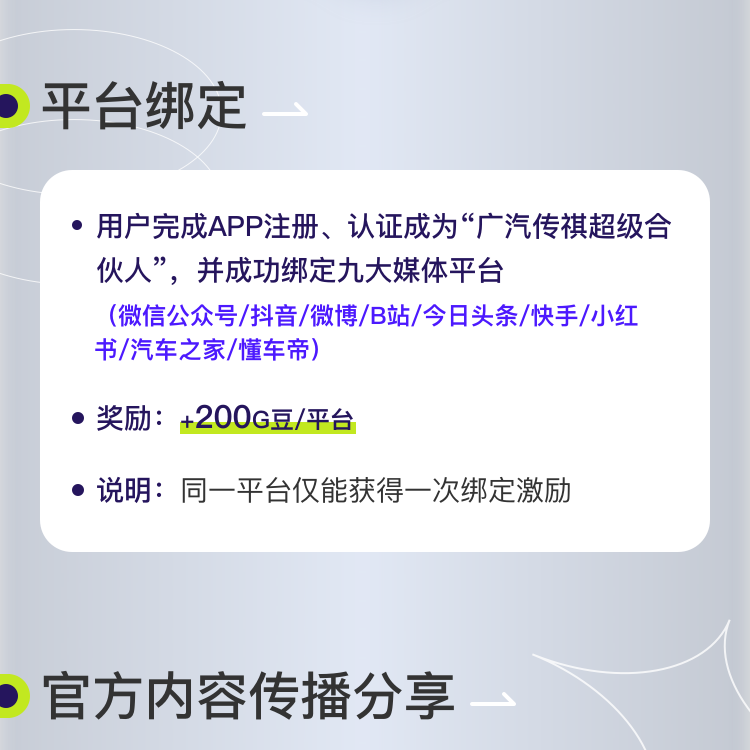 平台绑定
用户完成APP注册、认证成为“广汽传祺超级合
伙人”，并成功绑定九大媒体平台
（微信公众号/抖音/微博/B站/今日头条/快手/小红
书/汽车之家/懂车帝）
奖励：+200G豆/平台
说明：同一平台仅能获得一次绑定激励
官方内容传播分享